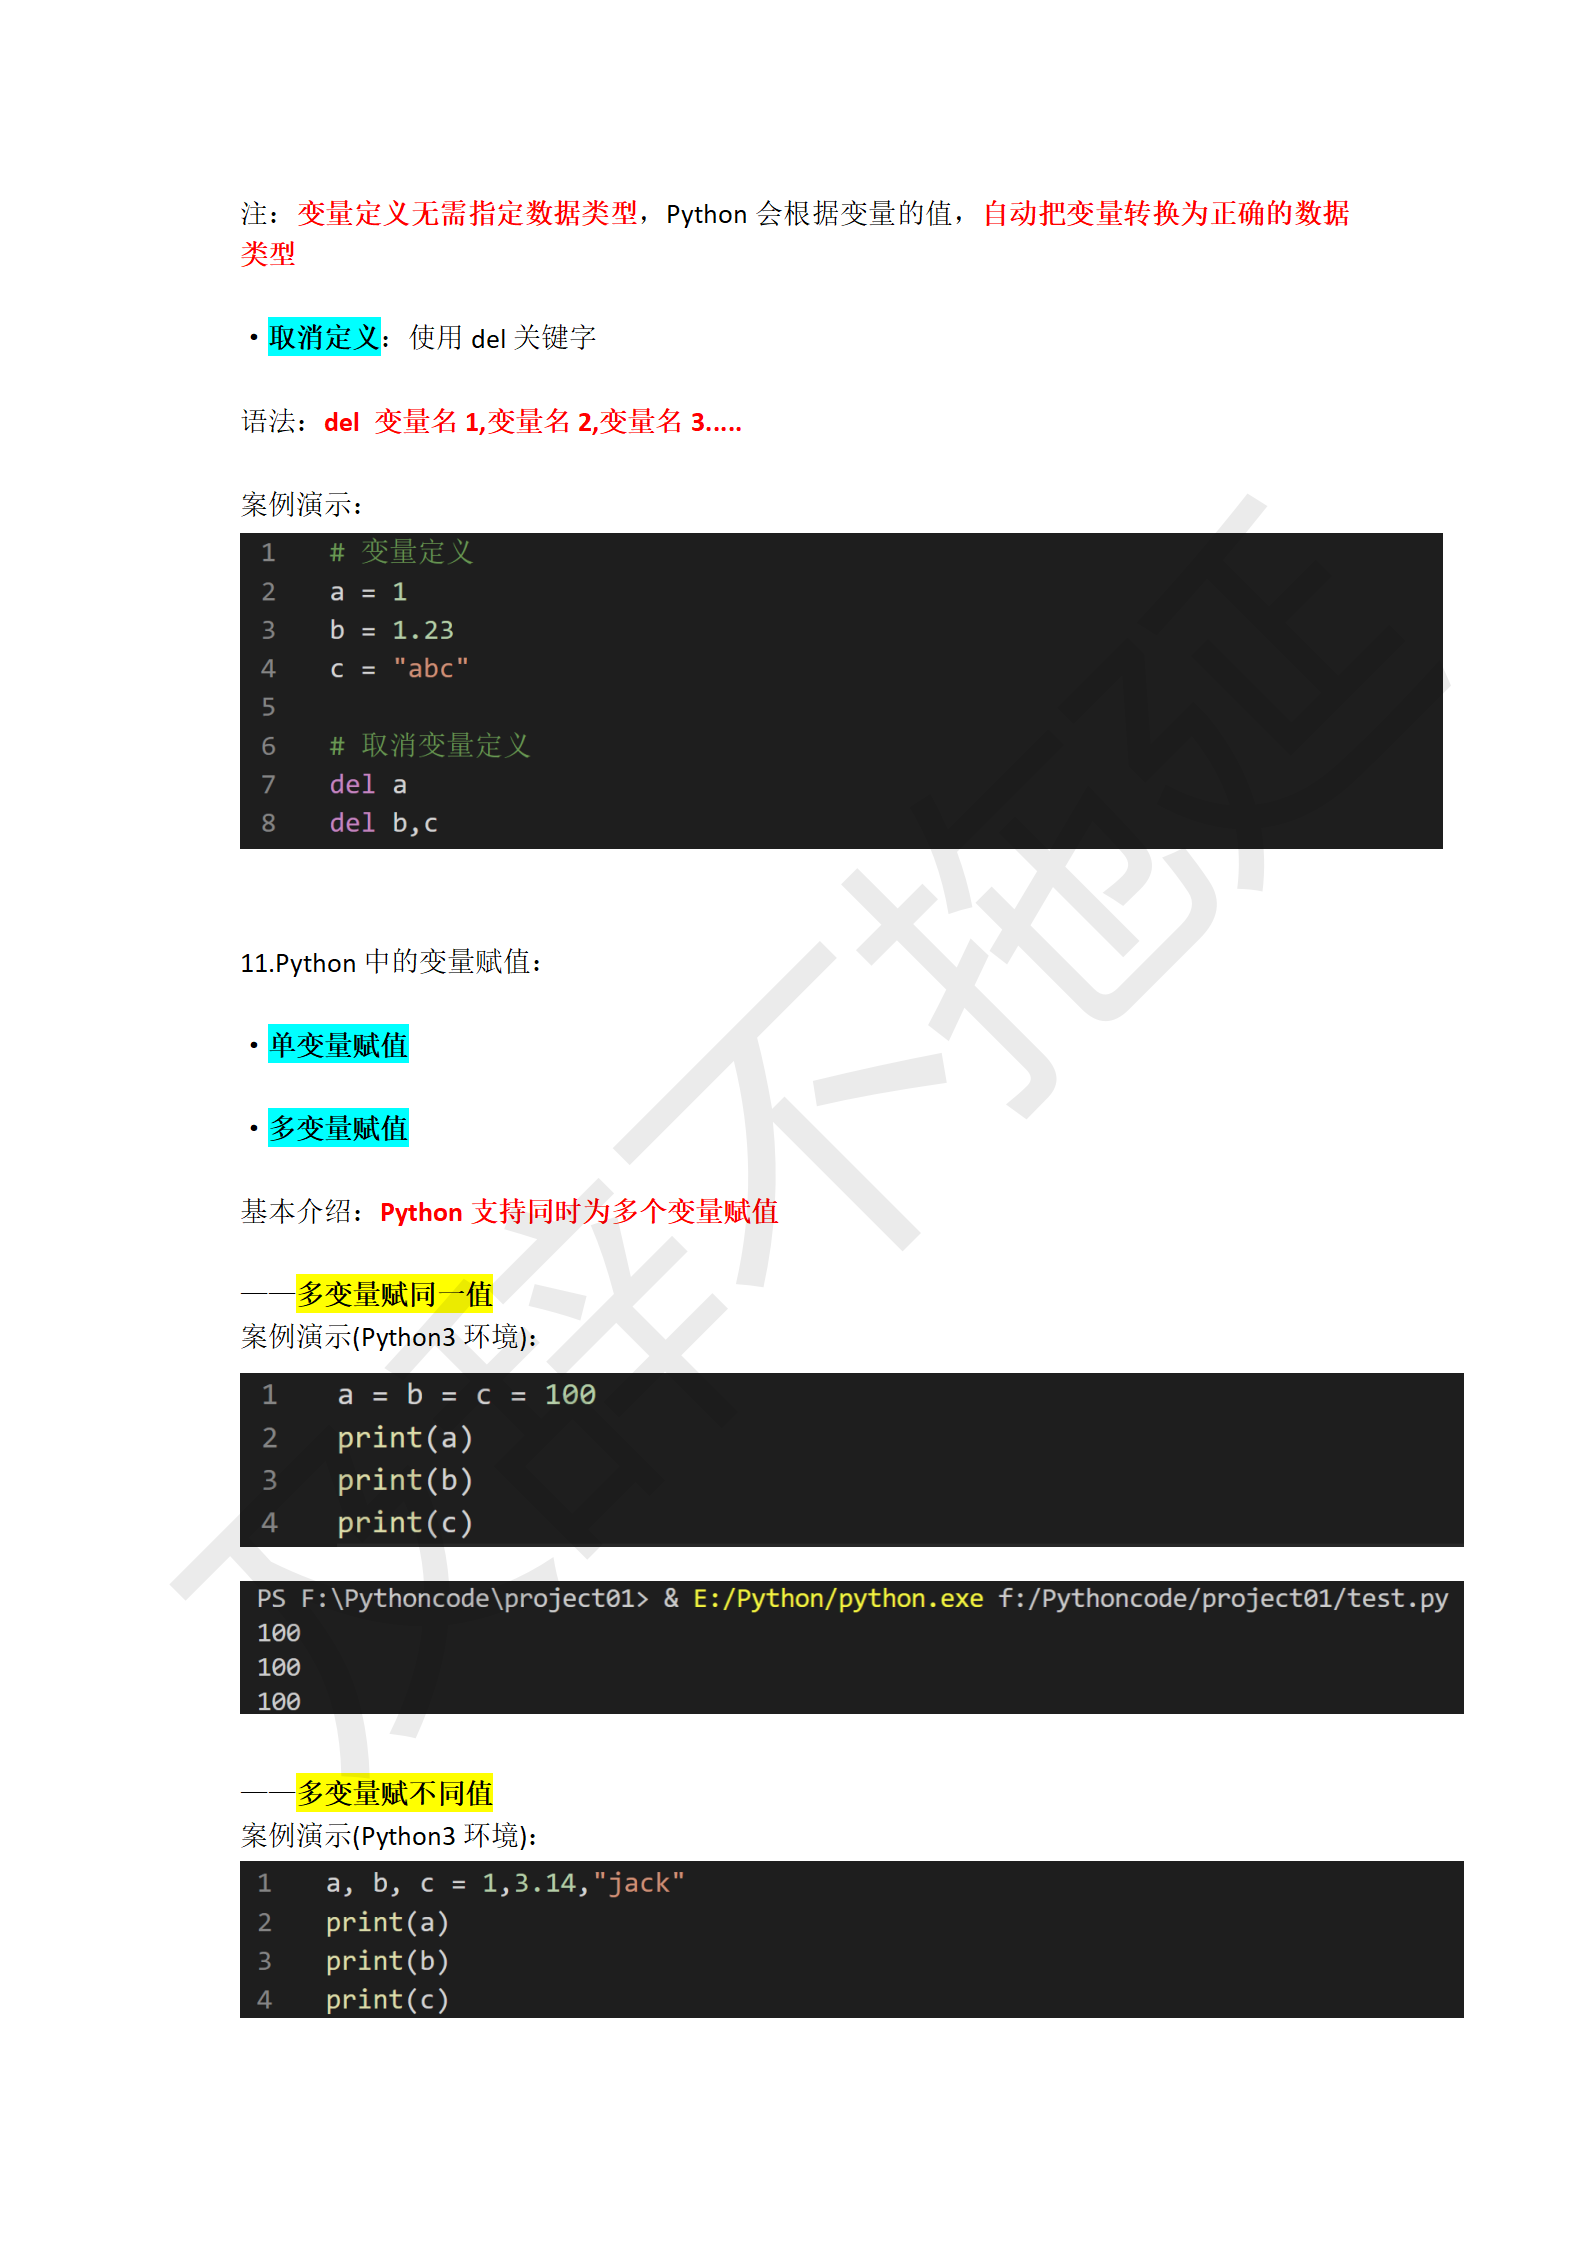 注：变量定义无需指定数据类型，Python 会根据变量的值，自动把变量转换为正确的数据
类型
·取消定义：使用 del 关键字
语法：del 变量名 1,变量名 2,变量名 3.....
案例演示：
1 # 变量定义
2 a = 1
3 b = 1.23
4 c = "abc"
5
6 # 取消变量定义
7 del a
8 del b,c
11.Python 中的变量赋值：
·单变量赋值
·多变量赋值
基本介绍：Python 支持同时为多个变量赋值
——多变量赋同一值
案例演示(Python3 环境)：
1 a = b = c = 100
2 print(a)
3 print(b)
4 print(c)
PS F:\Pythoncode\project01> & E:/Python/python.exe f:/Pythoncode/project01/test.py
100
100
100
——多变量赋不同值
案例演示(Python3 环境)：
1 a, b, c = 1,3.14,"jack"
2 print(a)
3 print(b)
4 print(c)